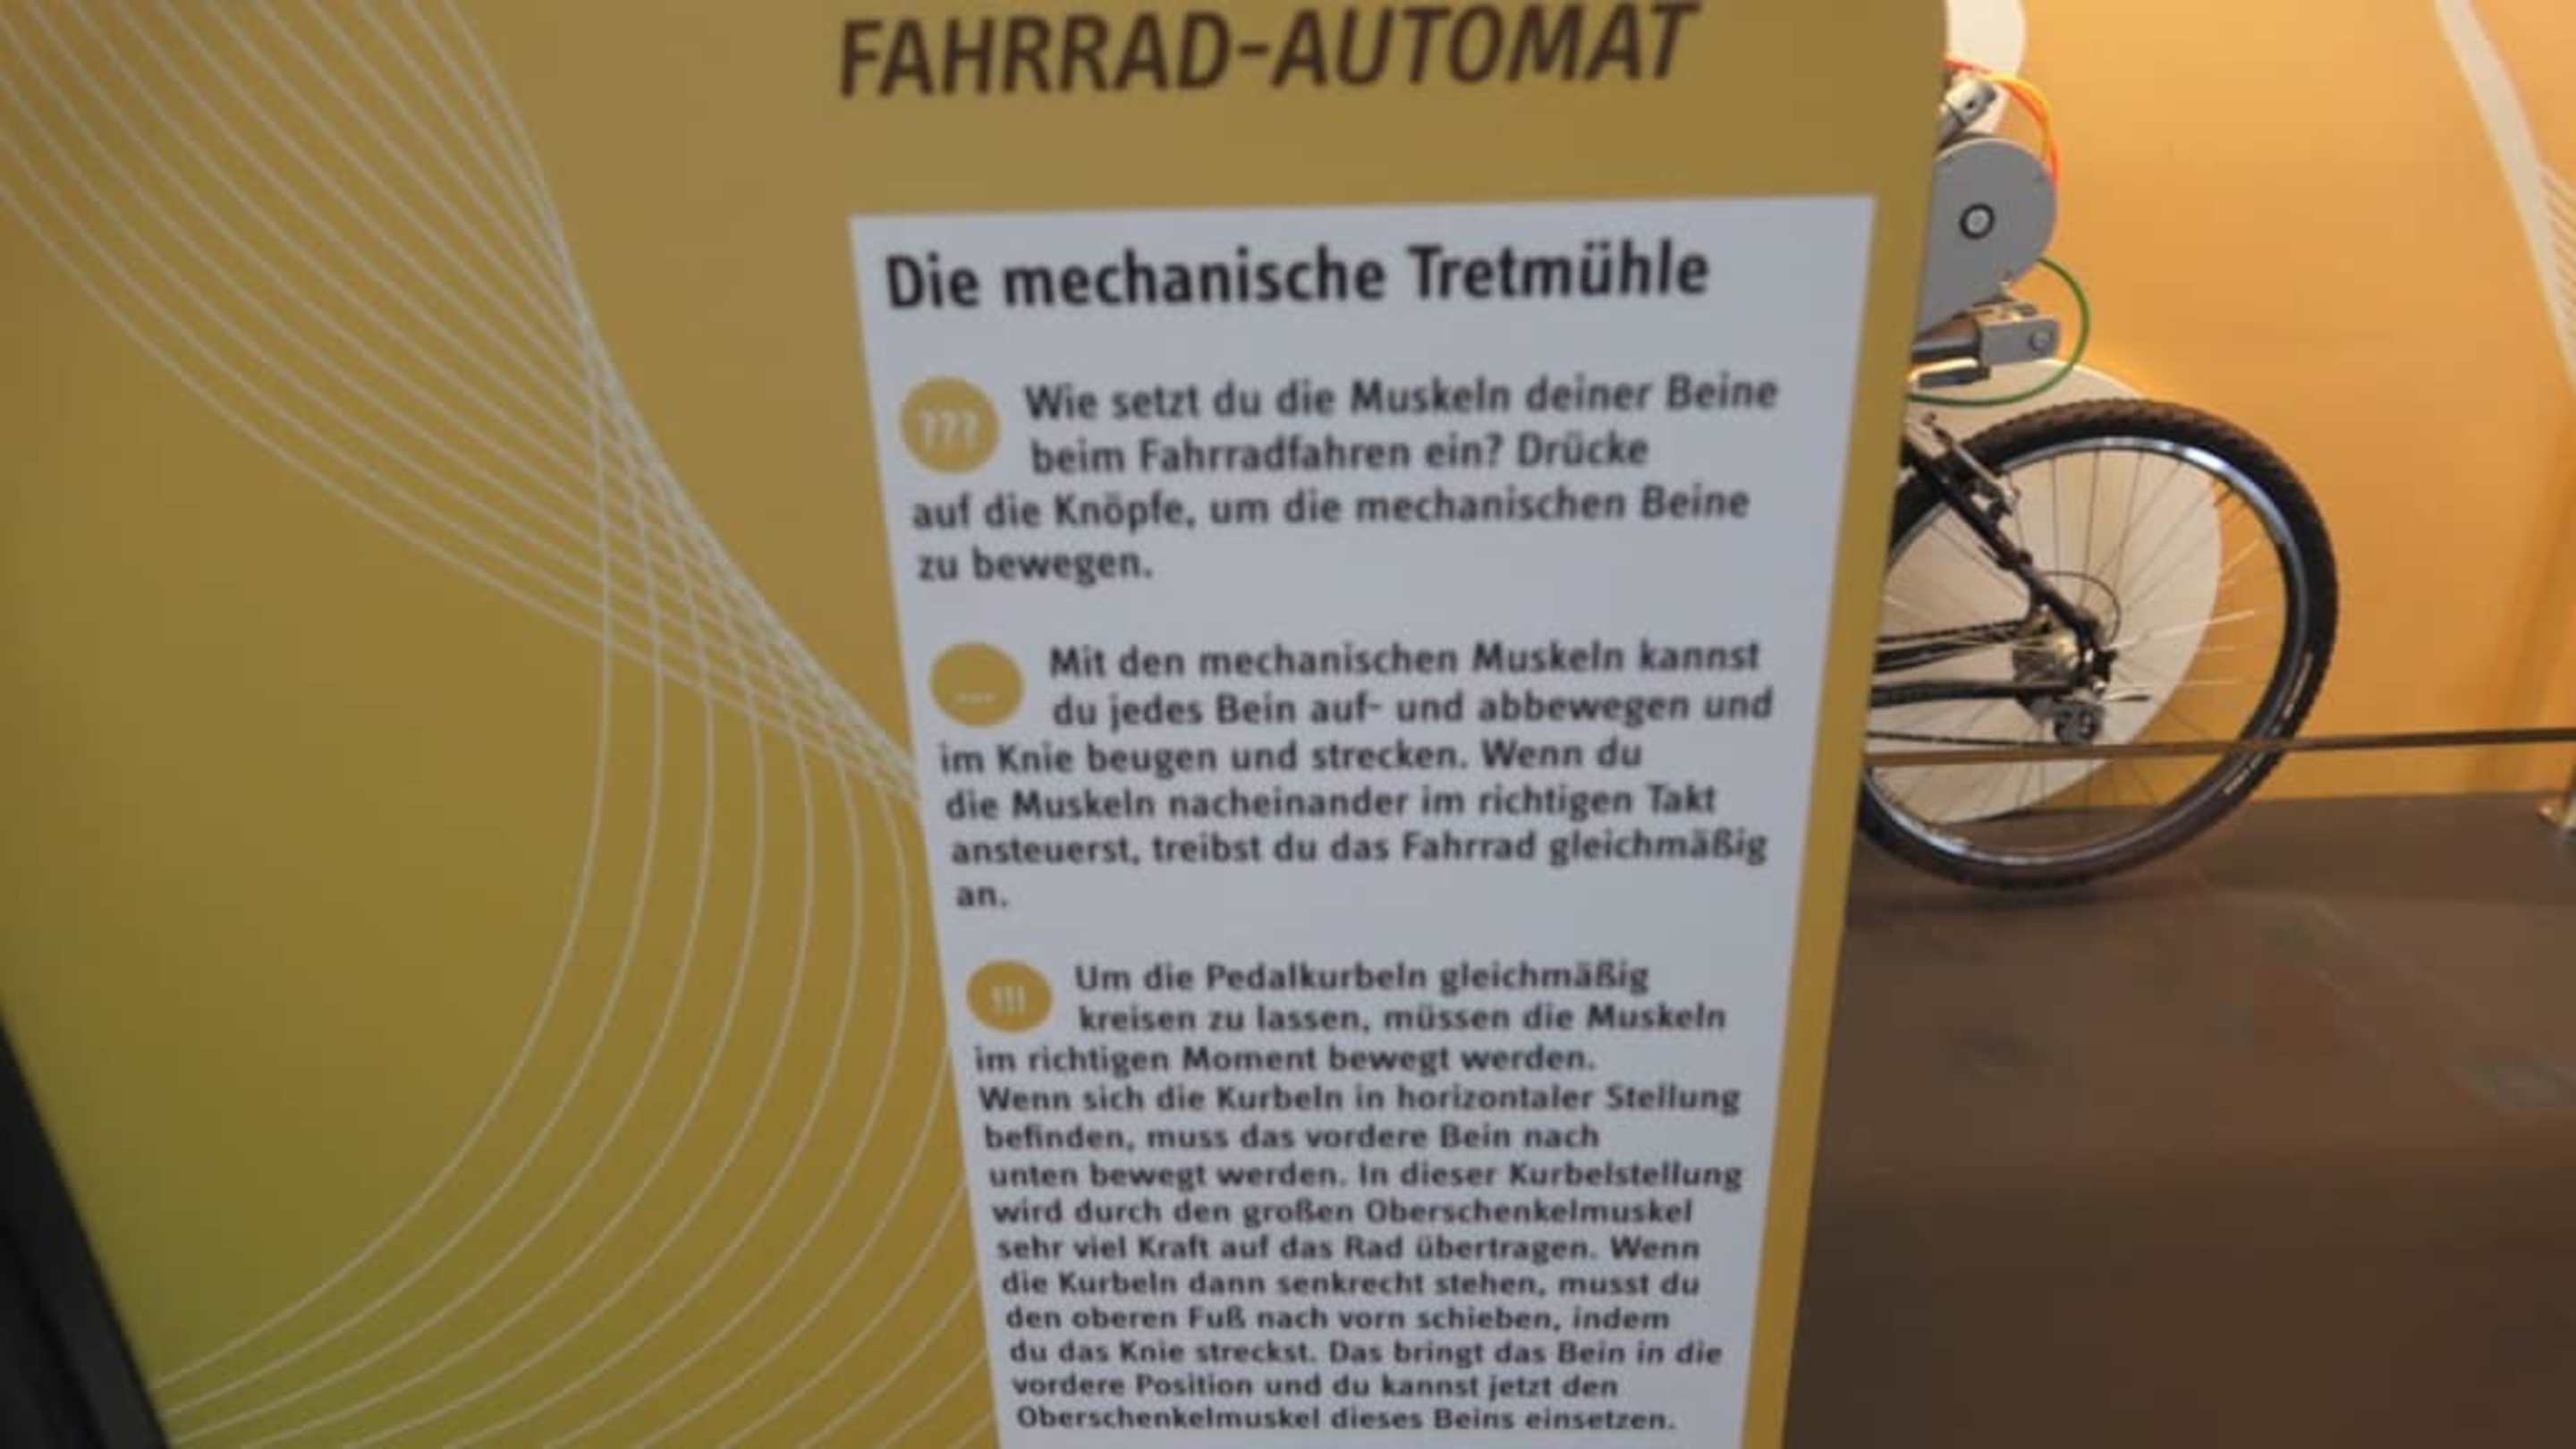 FAHRRAD-AUTOMAT
Die mechanische Tretmühle
??? Wie setzt du die Muskeln deiner Beine
beim Fahrradfahren ein? Drücke
auf die Knöpfe, um die mechanischen Beine
zu bewegen.
... Mit den mechanischen Muskeln kannst
du jedes Bein auf- und abbewegen und
im Knie beugen und strecken. Wenn du
die Muskeln nacheinander im richtigen Takt
ansteuerst, treibst du das Fahrrad gleichmäßig
an.
!!! Um die Pedalkurbeln gleichmäßig
kreisen zu lassen, müssen die Muskeln
im richtigen Moment bewegt werden.
Wenn sich die Kurbeln in horizontaler Stellung
befinden, muss das vordere Bein nach
unten bewegt werden. In dieser Kurbelstellung
wird durch den großen Oberschenkelmuskel
sehr viel Kraft auf das Rad übertragen. Wenn
die Kurbeln dann senkrecht stehen, musst du
den oberen Fuß nach vorn schieben, indem
du das Knie streckst. Das bringt das Bein in die
vordere Position und du kannst jetzt den
Oberschenkelmuskel dieses Beins einsetzen.